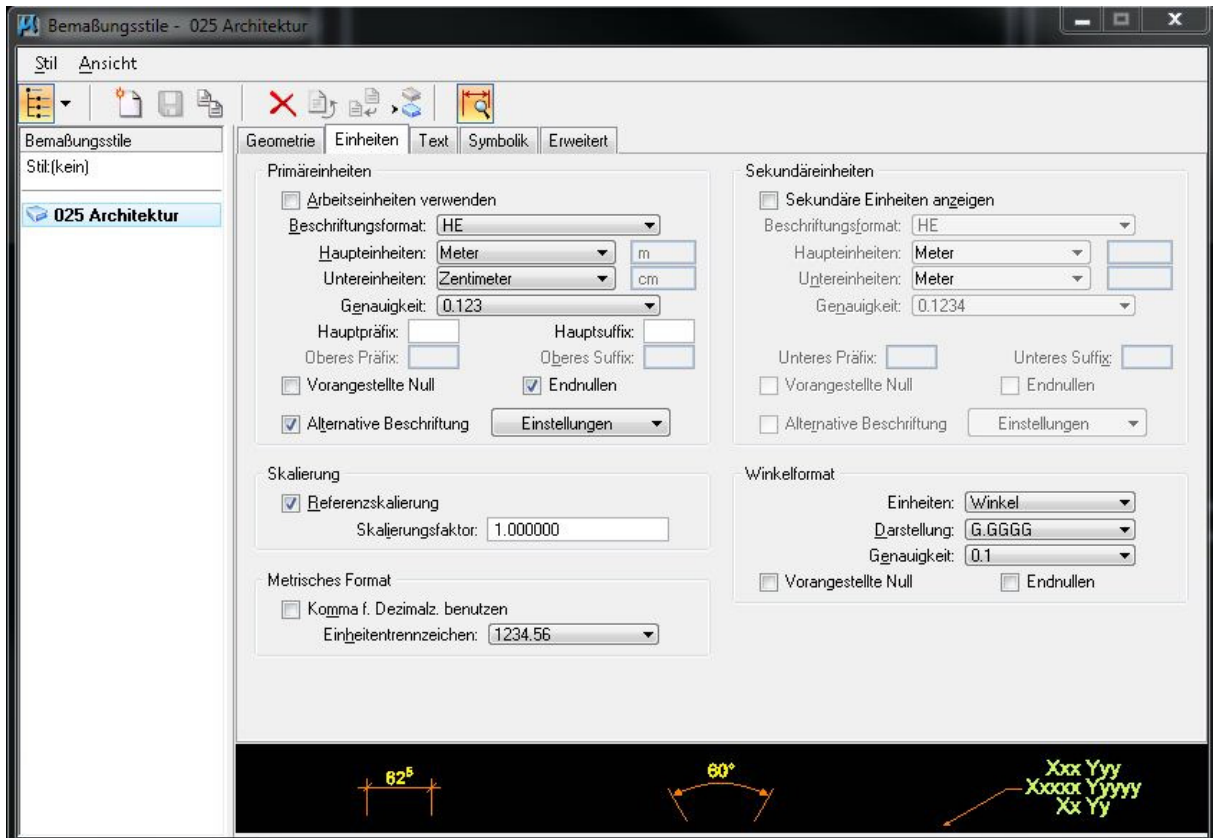 Bemaßungsstile - 025 Architektur
Stil Ansicht
Bemaßungsstile
Stil:(kein)
025 Architektur
Geometrie Einheiten Text Symbolik Erweitert
Primäreinheiten
Arbeitseinheiten verwenden
Beschriftungsformat: HE
Haupteinheiten: Meter m
Untereinheiten: Zentimeter cm
Genauigkeit: 0.123
Hauptpräfix: Hauptsuffix:
Oberes Präfix: Oberes Suffix:
Vorangestellte Null Endnullen
Alternative Beschriftung Einstellungen
Skalierung
Referenzskalierung
Skalierungsfaktor: 1.000000
Metrisches Format
Komma f. Dezimalz. benutzen
Einheitentrennzeichen: 1234.56
Sekundäreinheiten
Sekundäre Einheiten anzeigen
Beschriftungsformat: HE
Haupteinheiten: Meter
Untereinheiten: Meter
Genauigkeit: 0.1234
Unteres Präfix: Unteres Suffix:
Vorangestellte Null Endnullen
Alternative Beschriftung Einstellungen
Winkelformat
Einheiten: Winkel
Darstellung: G.GGGG
Genauigkeit: 0.1
Vorangestellte Null Endnullen
62⁵
60°
Xxx Yyy
Xxxxx Yyyyy
Xx Yy